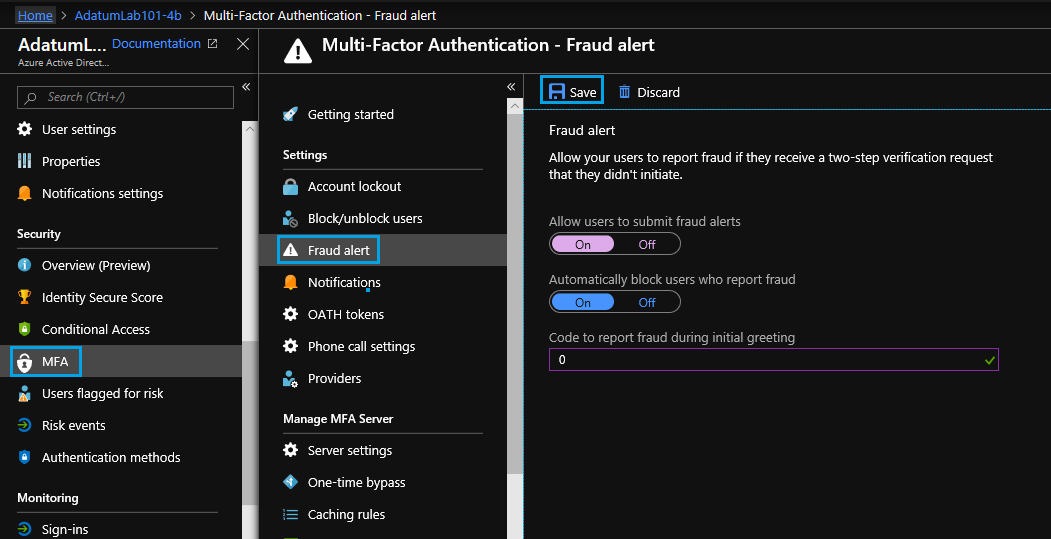 Home > AdatumLab101-4b > Multi-Factor Authentication - Fraud alert
AdatumL... Documentation
Azure Active Direct...
Search (Ctrl+/)
User settings
Properties
Notifications settings
Security
Overview (Preview)
Identity Secure Score
Conditional Access
MFA
Users flagged for risk
Risk events
Authentication methods
Monitoring
Sign-ins
Multi-Factor Authentication - Fraud alert
Getting started
Settings
Account lockout
Block/unblock users
Fraud alert
Notifications
OATH tokens
Phone call settings
Providers
Manage MFA Server
Server settings
One-time bypass
Caching rules
Save Discard
Fraud alert
Allow your users to report fraud if they receive a two-step verification request
that they didn't initiate.
Allow users to submit fraud alerts
On Off
Automatically block users who report fraud
On Off
Code to report fraud during initial greeting
0